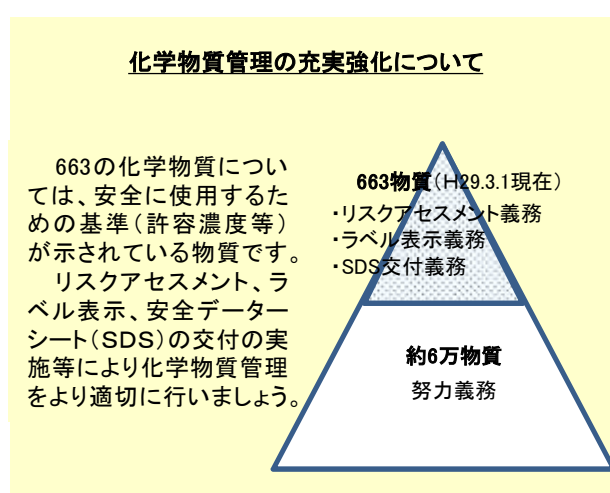 化学物質管理の充実強化について
　663の化学物質につい
ては、安全に使用するた
めの基準（許容濃度等）
が示されている物質です。
　リスクアセスメント、ラ
ベル表示、安全データー
シート（ＳＤＳ）の交付の実
施等により化学物質管理
をより適切に行いましょう。
663物質（H29.3.1現在）
・リスクアセスメント義務
・ラベル表示義務
・SDS交付義務
約6万物質
努力義務